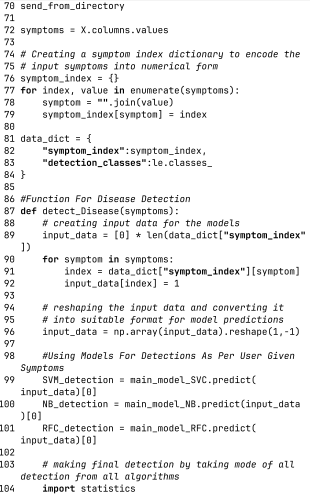 70 send_from_directory
71
72 symptoms = X.columns.values
73
74 # Creating a symptom index dictionary to encode the
75 # input symptoms into numerical form
76 symptom_index = {}
77 for index, value in enumerate(symptoms):
78     symptom = "".join(value)
79     symptom_index[symptom] = index
80
81 data_dict = {
82     "symptom_index":symptom_index,
83     "detection_classes":le.classes_
84 }
85
86 #Function For Disease Detection
87 def detect_Disease(symptoms):
88     # creating input data for the models
89     input_data = [0] * len(data_dict["symptom_index"
])
90     for symptom in symptoms:
91         index = data_dict["symptom_index"][symptom]
92         input_data[index] = 1
93
94     # reshaping the input data and converting it
95     # into suitable format for model predictions
96     input_data = np.array(input_data).reshape(1,-1)
97
98     #Using Models For Detections As Per User Given
Symptoms
99     SVM_detection = main_model_SVC.predict(
input_data)[0]
100     NB_detection = main_model_NB.predict(input_data
)[0]
101     RFC_detection = main_model_RFC.predict(
input_data)[0]
102
103     # making final detection by taking mode of all
detection from all algorithms
104     import statistics